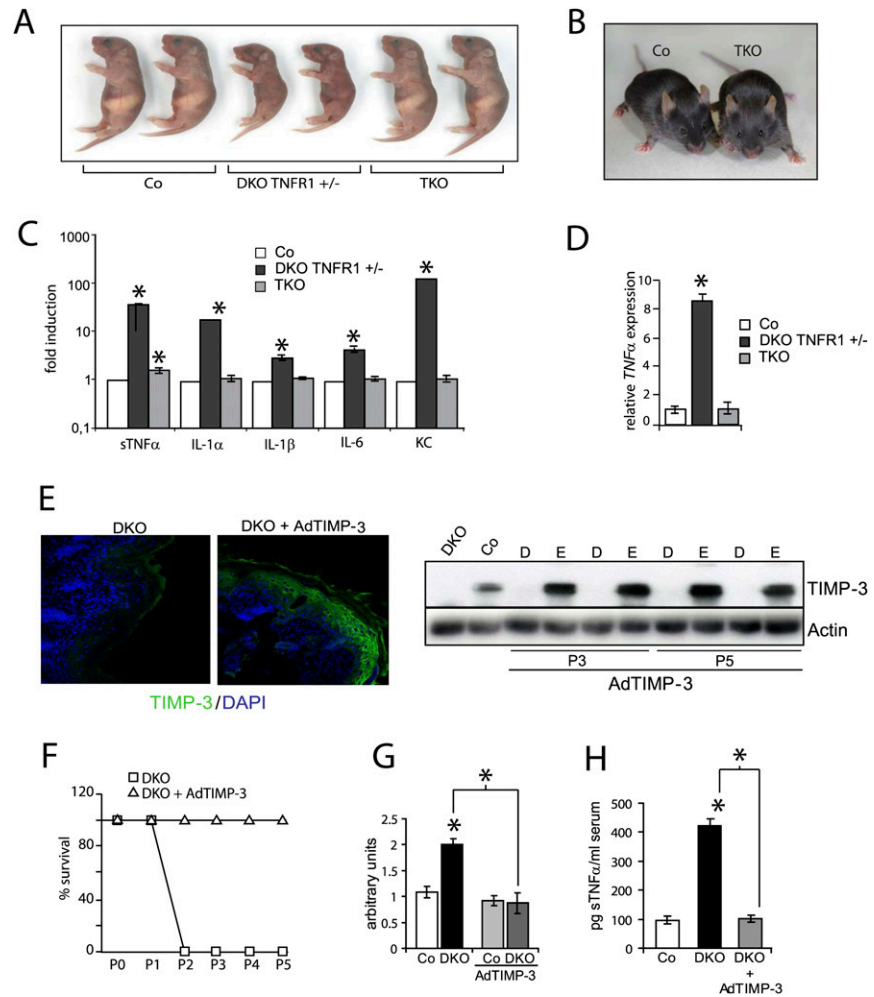 A
Co DKO TNFR1 +/- TKO
B
Co TKO
C
fold induction
1000
100
10
1
0,1
Co
DKO TNFR1 +/-
TKO
* * * * * *
sTNFα IL-1α IL-1β IL-6 KC
D
relative TNFα expression
10
8
6
4
2
0
*
Co
DKO TNFR1 +/-
TKO
E
DKO DKO + AdTIMP-3
TIMP-3/DAPI
DKO Co D E D E D E D E
TIMP-3
Actin
P3 P5
AdTIMP-3
F
DKO
DKO + AdTIMP-3
% survival
120
80
40
0
P0 P1 P2 P3 P4 P5
G
arbitrary units
2.5
2
1.5
1
0.5
0
*
*
Co DKO Co DKO
AdTIMP-3
H
pg sTNFα/ml serum
500
450
400
300
200
100
0
*
*
Co DKO DKO
+
AdTIMP-3